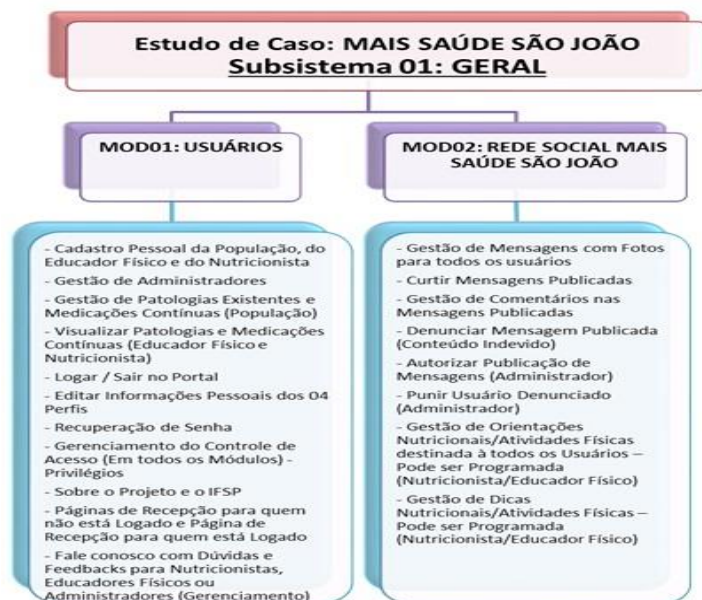 Estudo de Caso: MAIS SAÚDE SÃO JOÃO
Subsistema 01: GERAL
MOD01: USUÁRIOS
- Cadastro Pessoal da População, do
Educador Físico e do Nutricionista
- Gestão de Administradores
- Gestão de Patologias Existentes e
Medicações Contínuas (População)
- Visualizar Patologias e Medicações
Contínuas (Educador Físico e
Nutricionista)
- Logar / Sair no Portal
- Editar Informações Pessoais dos 04
Perfis
- Recuperação de Senha
- Gerenciamento do Controle de
Acesso (Em todos os Módulos) -
Privilégios
- Sobre o Projeto e o IFSP
- Páginas de Recepção para quem
não está Logado e Página de
Recepção para quem está Logado
- Fale conosco com Dúvidas e
Feedbacks para Nutricionistas,
Educadores Físicos ou
Administradores (Gerenciamento)
MOD02: REDE SOCIAL MAIS
SAÚDE SÃO JOÃO
- Gestão de Mensagens com Fotos
para todos os usuários
- Curtir Mensagens Publicadas
- Gestão de Comentários nas
Mensagens Publicadas
- Denunciar Mensagem Publicada
(Conteúdo Indevido)
- Autorizar Publicação de
Mensagens (Administrador)
- Punir Usuário Denunciado
(Administrador)
- Gestão de Orientações
Nutricionais/Atividades Físicas
destinada à todos os Usuários –
Pode ser Programada
(Nutricionista/Educador Físico)
- Gestão de Dicas
Nutricionais/Atividades Físicas –
Pode ser Programada
(Nutricionista/Educador Físico)